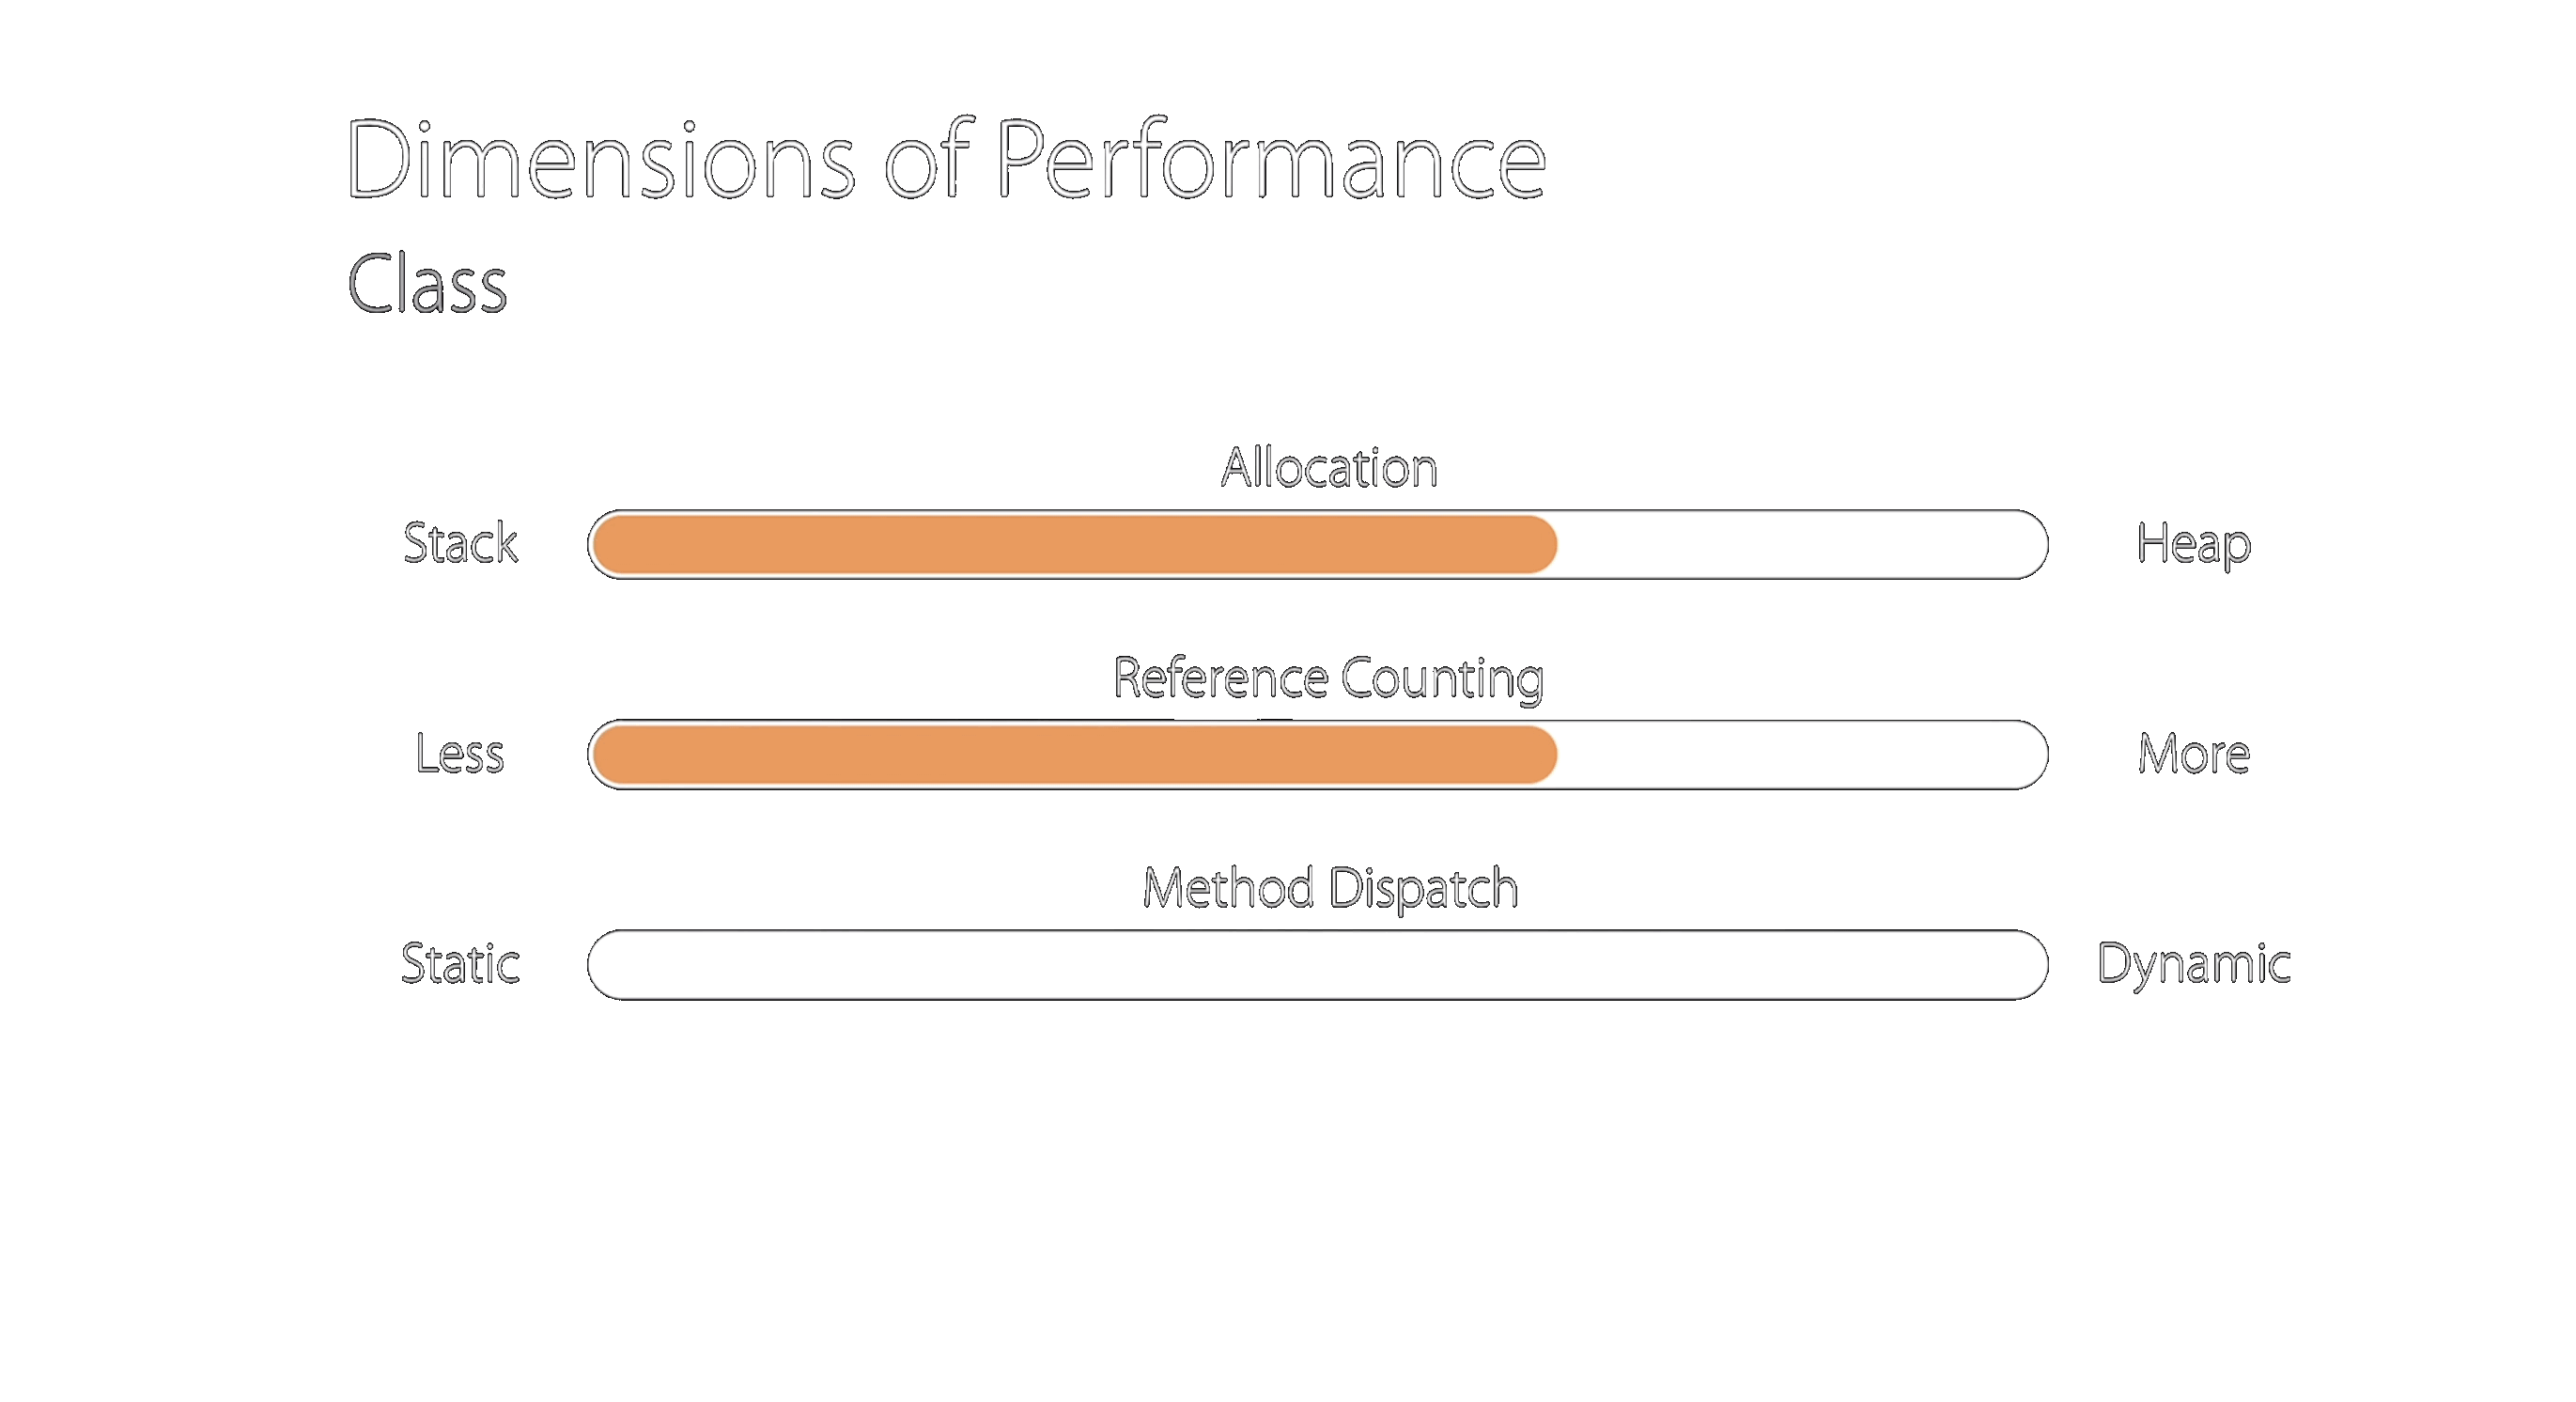 Dimensions of Performance
Class
Allocation
Stack
Heap
Reference Counting
Less
More
Method Dispatch
Static
Dynamic